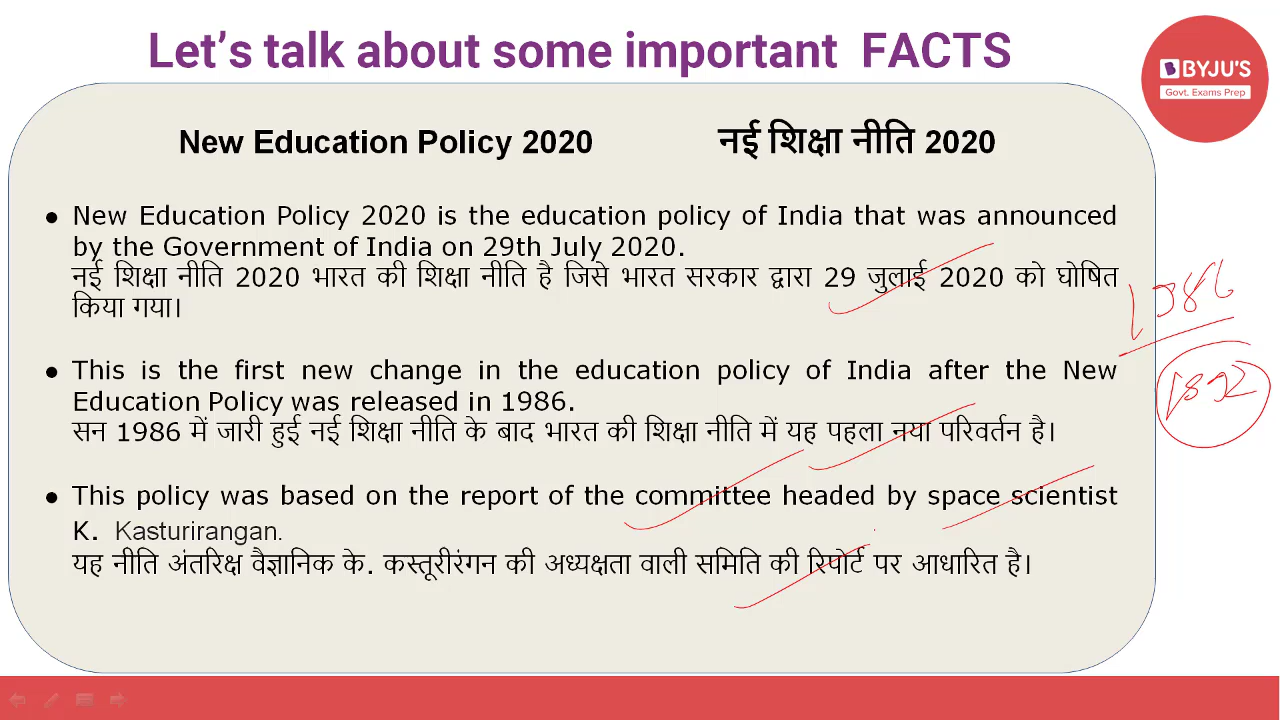 Let's talk about some important FACTS
BYJU'S
Govt. Exams Prep
New Education Policy 2020 नई शिक्षा नीति 2020
● New Education Policy 2020 is the education policy of India that was announced
by the Government of India on 29th July 2020.
नई शिक्षा नीति 2020 भारत की शिक्षा नीति है जिसे भारत सरकार द्वारा 29 जुलाई 2020 को घोषित
किया गया।
1986
● This is the first new change in the education policy of India after the New
Education Policy was released in 1986.
सन 1986 में जारी हुई नई शिक्षा नीति के बाद भारत की शिक्षा नीति में यह पहला नया परिवर्तन है।
● This policy was based on the report of the committee headed by space scientist
K. Kasturirangan.
यह नीति अंतरिक्ष वैज्ञानिक के. कस्तूरीरंगन की अध्यक्षता वाली समिति की रिपोर्ट पर आधारित है।